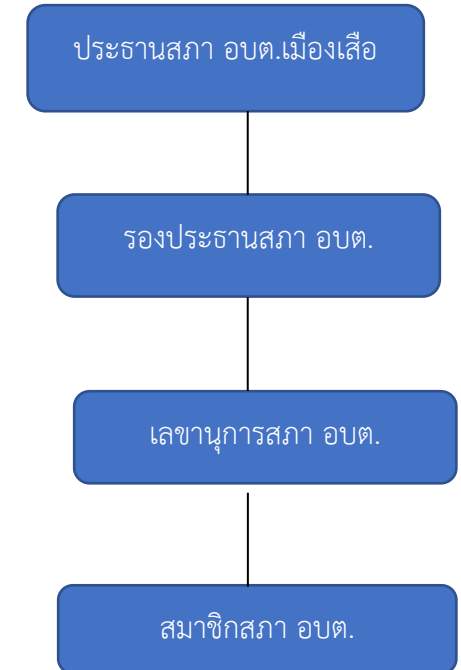 ประธานสภา อบต.เมืองเสือ
รองประธานสภา อบต.
เลขานุการสภา อบต.
สมาชิกสภา อบต.